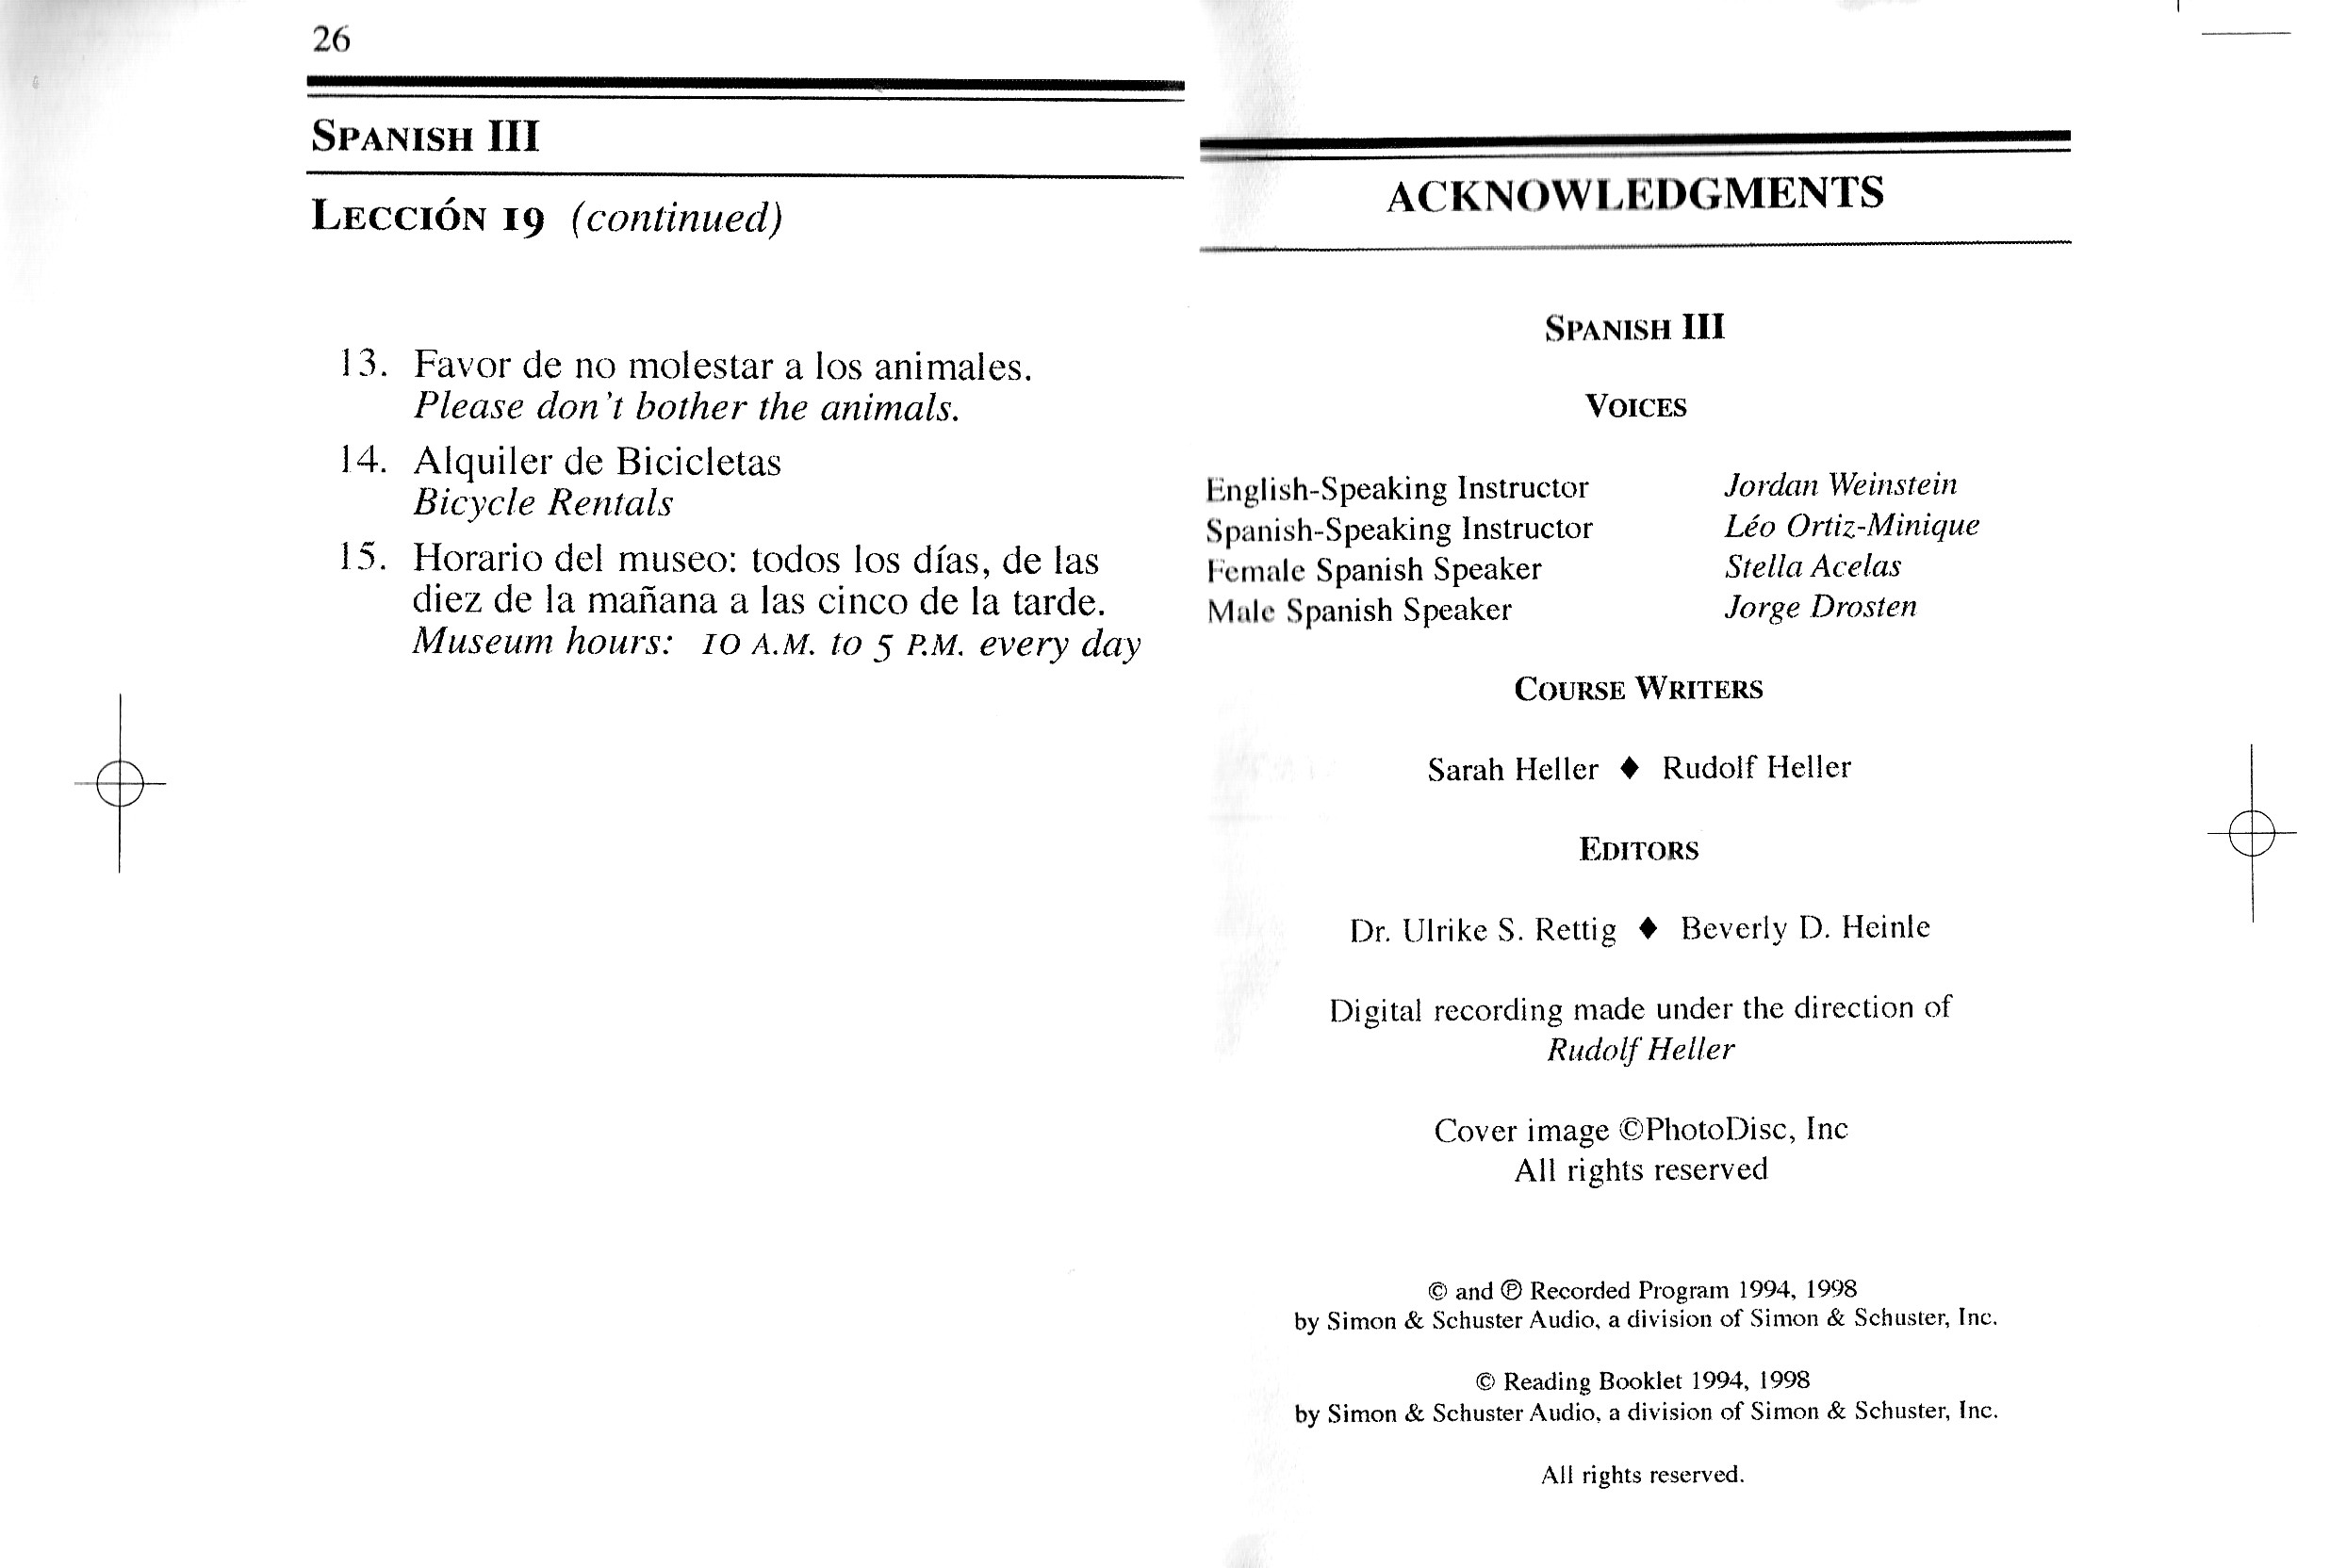 26
SPANISH III
LECCIÓN 19 (continued)
13. Favor de no molestar a los animales.
Please don't bother the animals.
14. Alquiler de Bicicletas
Bicycle Rentals
15. Horario del museo: todos los días, de las
diez de la mañana a las cinco de la tarde.
Museum hours: 10 A.M. to 5 P.M. every day
ACKNOWLEDGMENTS
SPANISH III
VOICES
English-Speaking Instructor Jordan Weinstein
Spanish-Speaking Instructor Léo Ortiz-Minique
Female Spanish Speaker Stella Acelas
Male Spanish Speaker Jorge Drosten
COURSE WRITERS
Sarah Heller ♦ Rudolf Heller
EDITORS
Dr. Ulrike S. Rettig ♦ Beverly D. Heinle
Digital recording made under the direction of
Rudolf Heller
Cover image ©PhotoDisc, Inc
All rights reserved
© and ℗ Recorded Program 1994, 1998
by Simon & Schuster Audio, a division of Simon & Schuster, Inc.
© Reading Booklet 1994, 1998
by Simon & Schuster Audio, a division of Simon & Schuster, Inc.
All rights reserved.